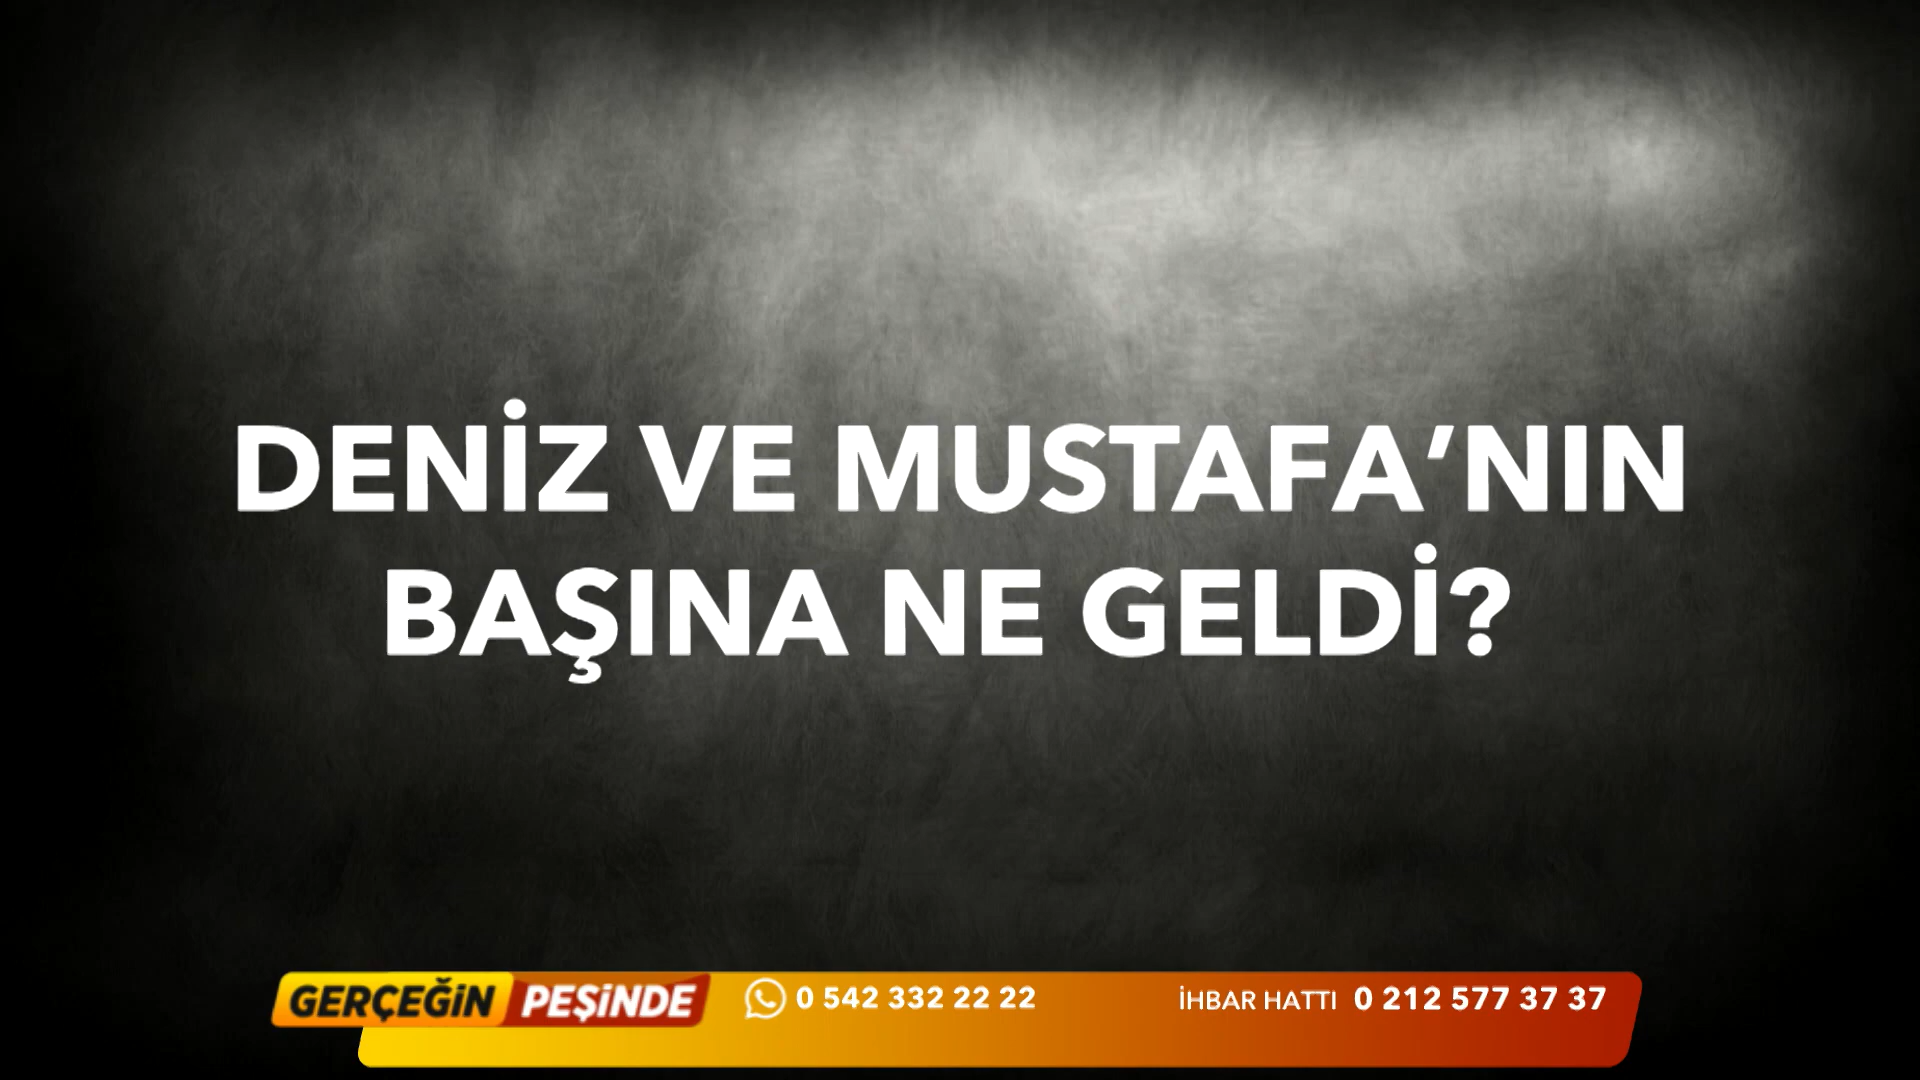 DENİZ VE MUSTAFA’NIN
BAŞINA NE GELDİ?
GERÇEĞİN PEŞİNDE 0 542 332 22 22 İHBAR HATTI 0 212 577 37 37